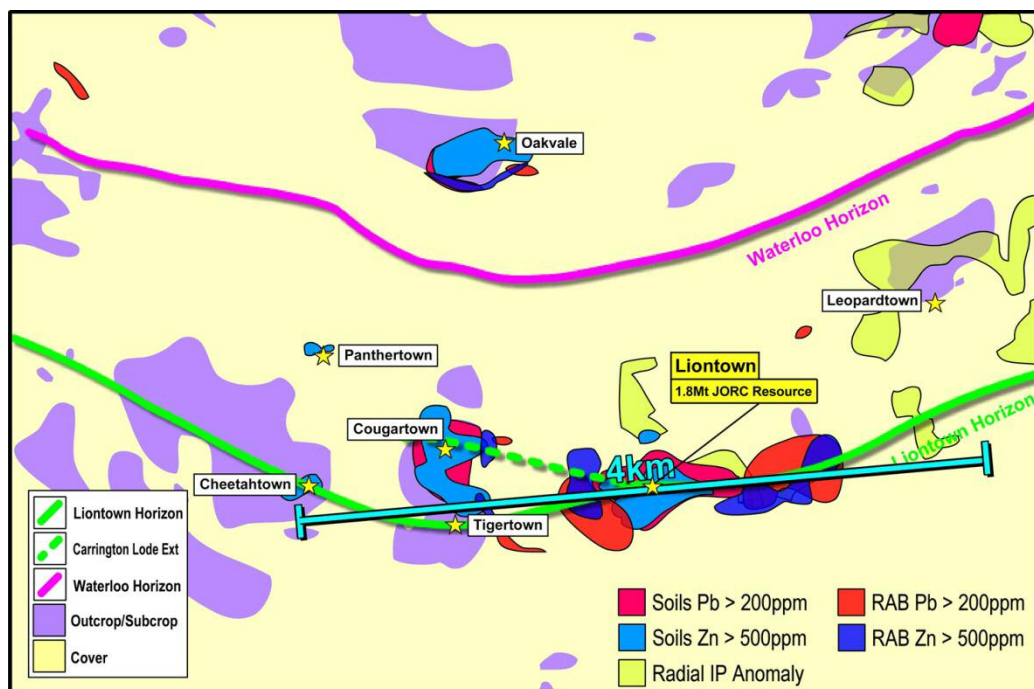 Oakvale
Waterloo Horizon
Leopardtown
Panthertown
Liontown
1.8Mt JORC Resource
Cougartown
Liontown Horizon
4km
Cheetahtown
Tigertown
Liontown Horizon
Carrington Lode Ext
Waterloo Horizon
Outcrop/Subcrop
Cover
Soils Pb > 200ppm
RAB Pb > 200ppm
Soils Zn > 500ppm
RAB Zn > 500ppm
Radial IP Anomaly